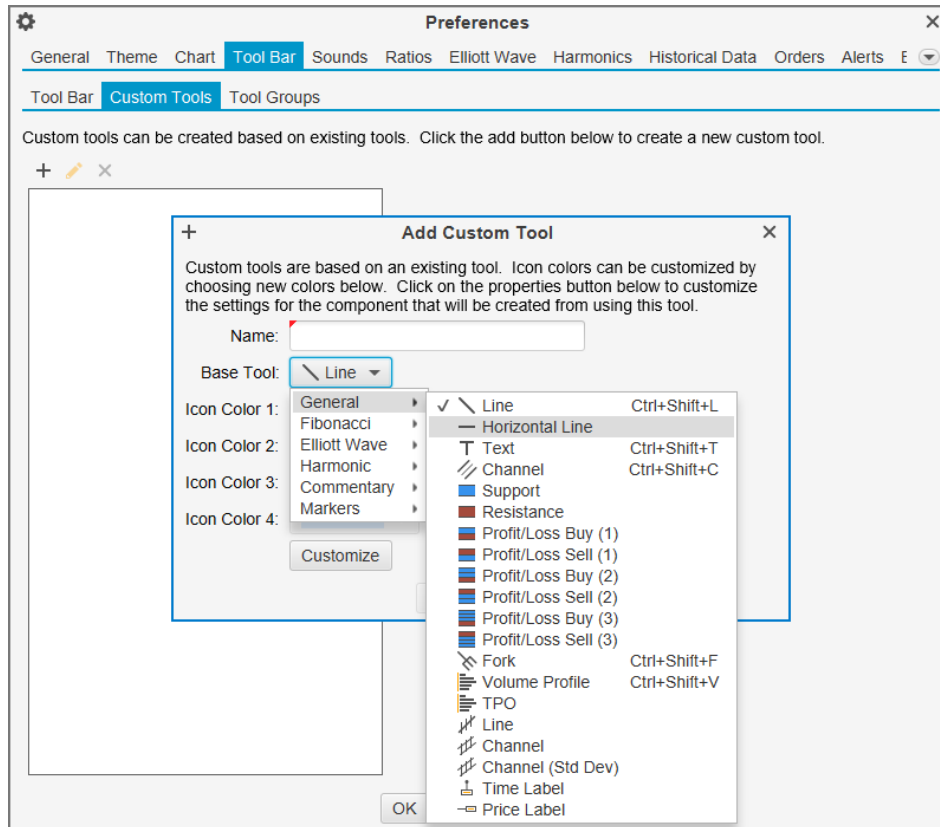 Preferences
General Theme Chart Tool Bar Sounds Ratios Elliott Wave Harmonics Historical Data Orders Alerts E
Tool Bar Custom Tools Tool Groups
Custom tools can be created based on existing tools. Click the add button below to create a new custom tool.
Add Custom Tool
Custom tools are based on an existing tool. Icon colors can be customized by
choosing new colors below. Click on the properties button below to customize
the settings for the component that will be created from using this tool.
Name:
Base Tool: Line
Icon Color 1:
Icon Color 2:
Icon Color 3:
Icon Color 4:
Customize
General
Fibonacci
Elliott Wave
Harmonic
Commentary
Markers
Line Ctrl+Shift+L
Horizontal Line
Text Ctrl+Shift+T
Channel Ctrl+Shift+C
Support
Resistance
Profit/Loss Buy (1)
Profit/Loss Sell (1)
Profit/Loss Buy (2)
Profit/Loss Sell (2)
Profit/Loss Buy (3)
Profit/Loss Sell (3)
Fork Ctrl+Shift+F
Volume Profile Ctrl+Shift+V
TPO
Line
Channel
Channel (Std Dev)
Time Label
Price Label
OK